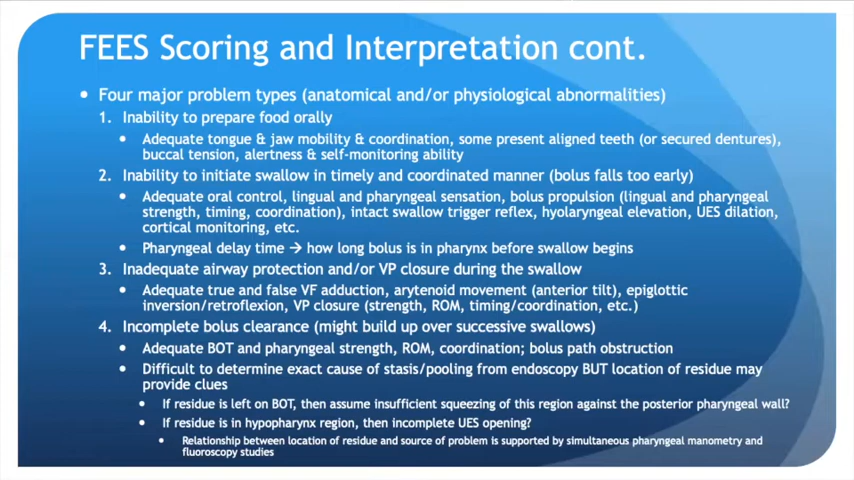 FEES Scoring and Interpretation cont.
• Four major problem types (anatomical and/or physiological abnormalities)
1. Inability to prepare food orally
• Adequate tongue & jaw mobility & coordination, some present aligned teeth (or secured dentures),
buccal tension, alertness & self-monitoring ability
2. Inability to initiate swallow in timely and coordinated manner (bolus falls too early)
• Adequate oral control, lingual and pharyngeal sensation, bolus propulsion (lingual and pharyngeal
strength, timing, coordination), intact swallow trigger reflex, hyolaryngeal elevation, UES dilation,
cortical monitoring, etc.
• Pharyngeal delay time → how long bolus is in pharynx before swallow begins
3. Inadequate airway protection and/or VP closure during the swallow
• Adequate true and false VF adduction, arytenoid movement (anterior tilt), epiglottic
inversion/retroflexion, VP closure (strength, ROM, timing/coordination, etc.)
4. Incomplete bolus clearance (might build up over successive swallows)
• Adequate BOT and pharyngeal strength, ROM, coordination; bolus path obstruction
• Difficult to determine exact cause of stasis/pooling from endoscopy BUT location of residue may
provide clues
• If residue is left on BOT, then assume insufficient squeezing of this region against the posterior pharyngeal wall?
• If residue is in hypopharynx region, then incomplete UES opening?
• Relationship between location of residue and source of problem is supported by simultaneous pharyngeal manometry and
fluoroscopy studies